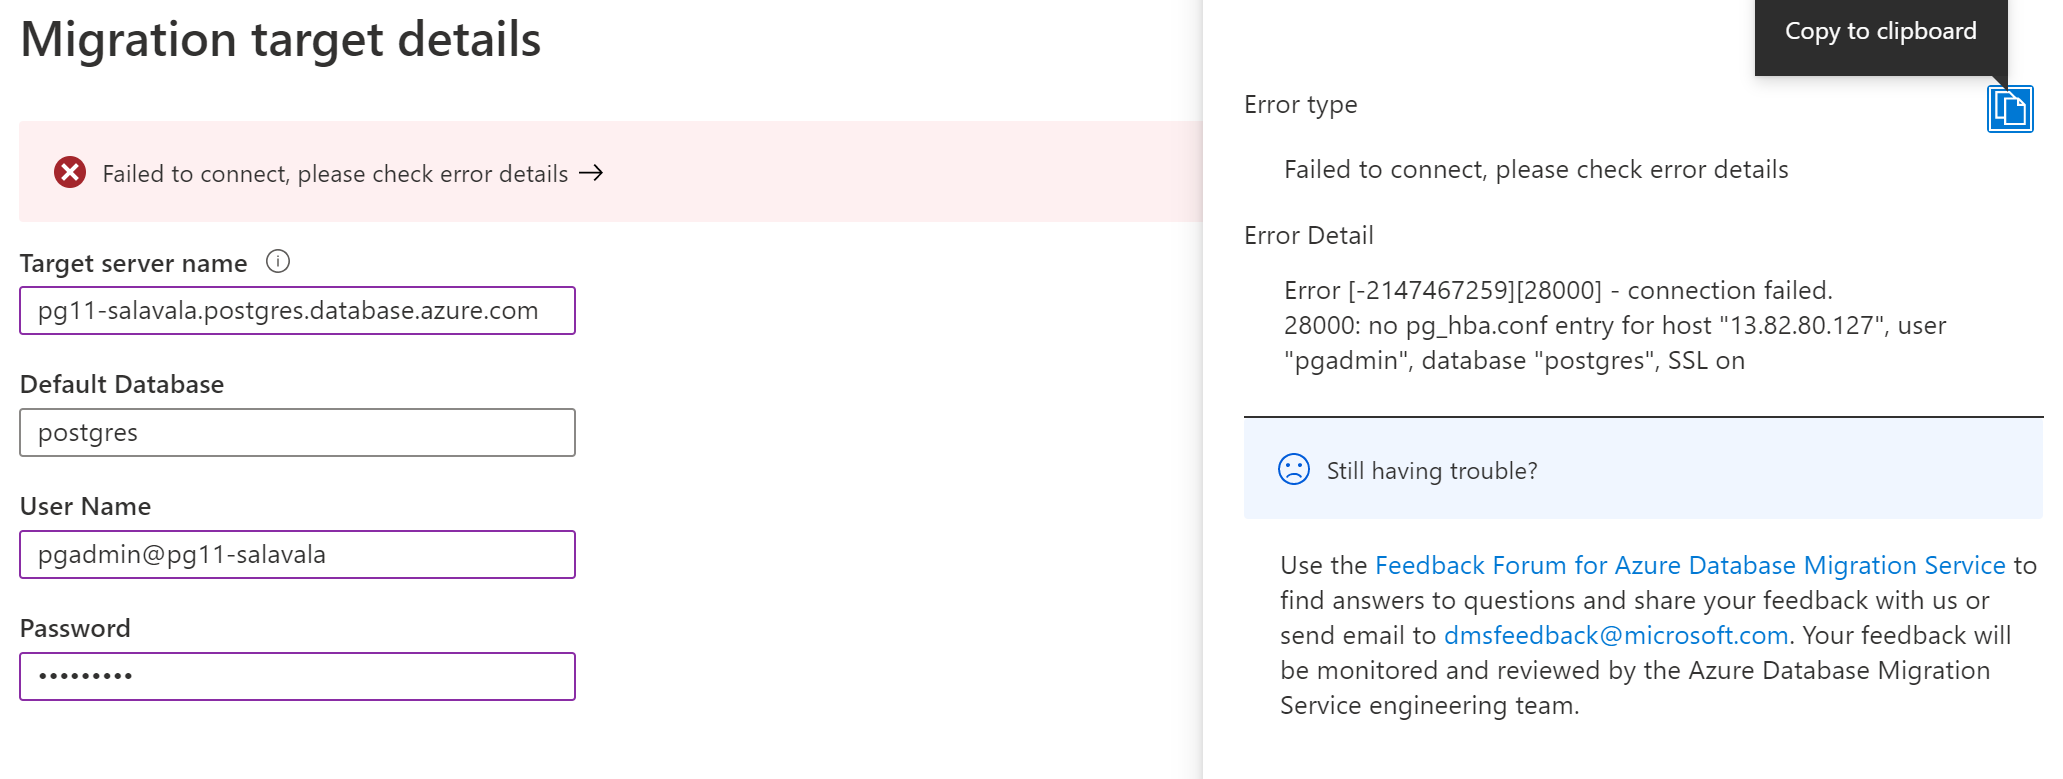 Migration target details
Failed to connect, please check error details →
Target server name
pg11-salavala.postgres.database.azure.com
Default Database
postgres
User Name
pgadmin@pg11-salavala
Password
•••••••••
Copy to clipboard
Error type
Failed to connect, please check error details
Error Detail
Error [-2147467259][28000] - connection failed.
28000: no pg_hba.conf entry for host "13.82.80.127", user
"pgadmin", database "postgres", SSL on
Still having trouble?
Use the Feedback Forum for Azure Database Migration Service to
find answers to questions and share your feedback with us or
send email to dmsfeedback@microsoft.com. Your feedback will
be monitored and reviewed by the Azure Database Migration
Service engineering team.